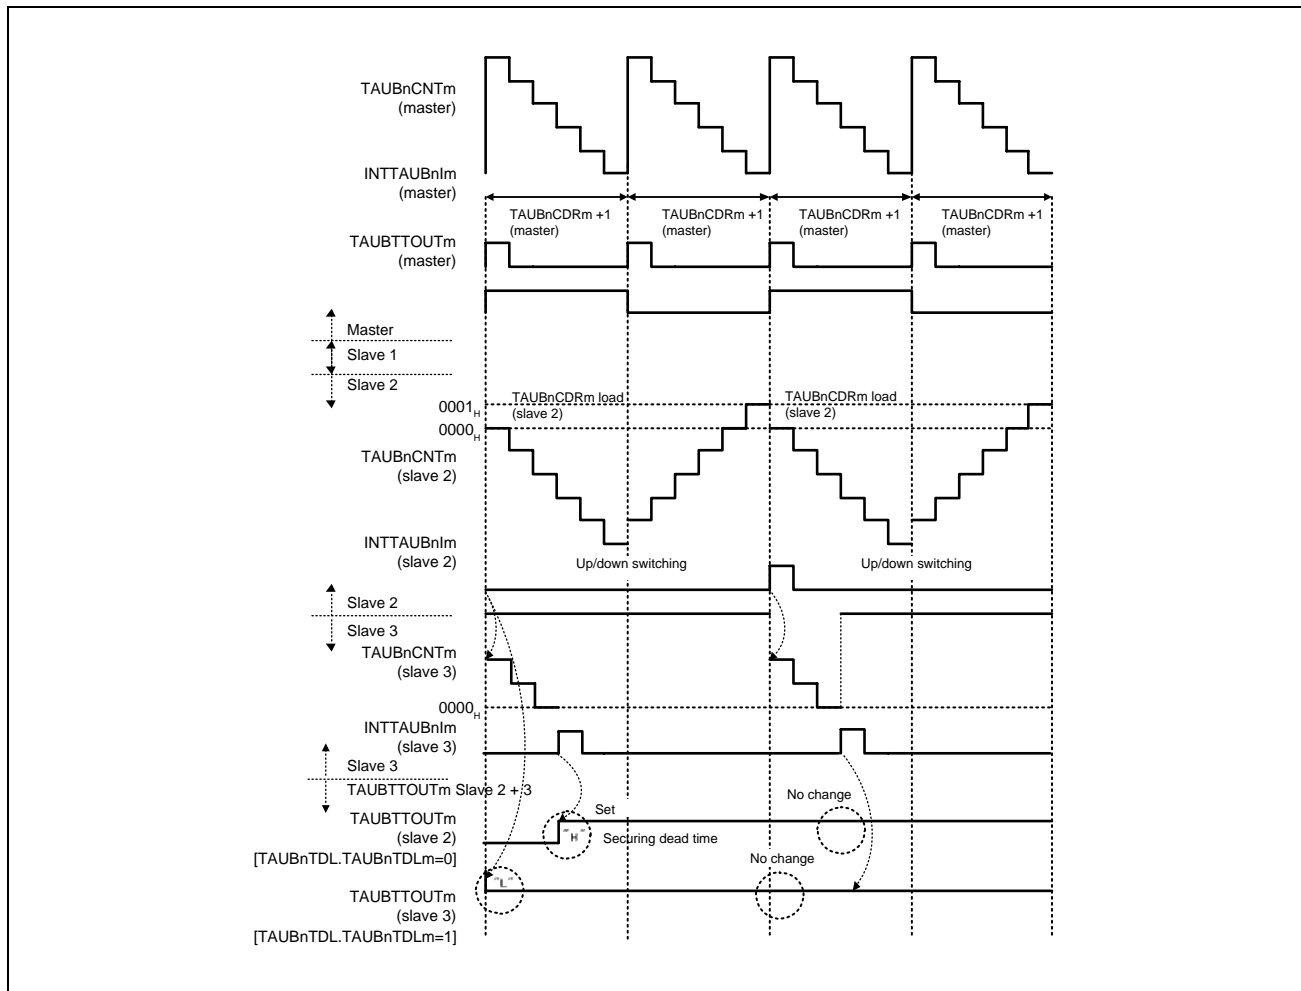 TAUBnCNTm
(master)
INTTAUBnIm
(master)
TAUBnCDRm +1
(master)
TAUBnCDRm +1
(master)
TAUBnCDRm +1
(master)
TAUBnCDRm +1
(master)
TAUBTTOUTm
(master)
Master
Slave 1
Slave 2
TAUBnCDRm load
(slave 2)
TAUBnCDRm load
(slave 2)
0001H
0000H
TAUBnCNTm
(slave 2)
INTTAUBnIm
(slave 2)
Up/down switching
Up/down switching
Slave 2
Slave 3
TAUBnCNTm
(slave 3)
0000H
INTTAUBnIm
(slave 3)
Slave 3
TAUBTTOUTm Slave 2 + 3
No change
Set
TAUBTTOUTm
(slave 2)
[TAUBnTDL.TAUBnTDLm=0]
"H"
Securing dead time
No change
"L"
TAUBTTOUTm
(slave 3)
[TAUBnTDL.TAUBnTDLm=1]